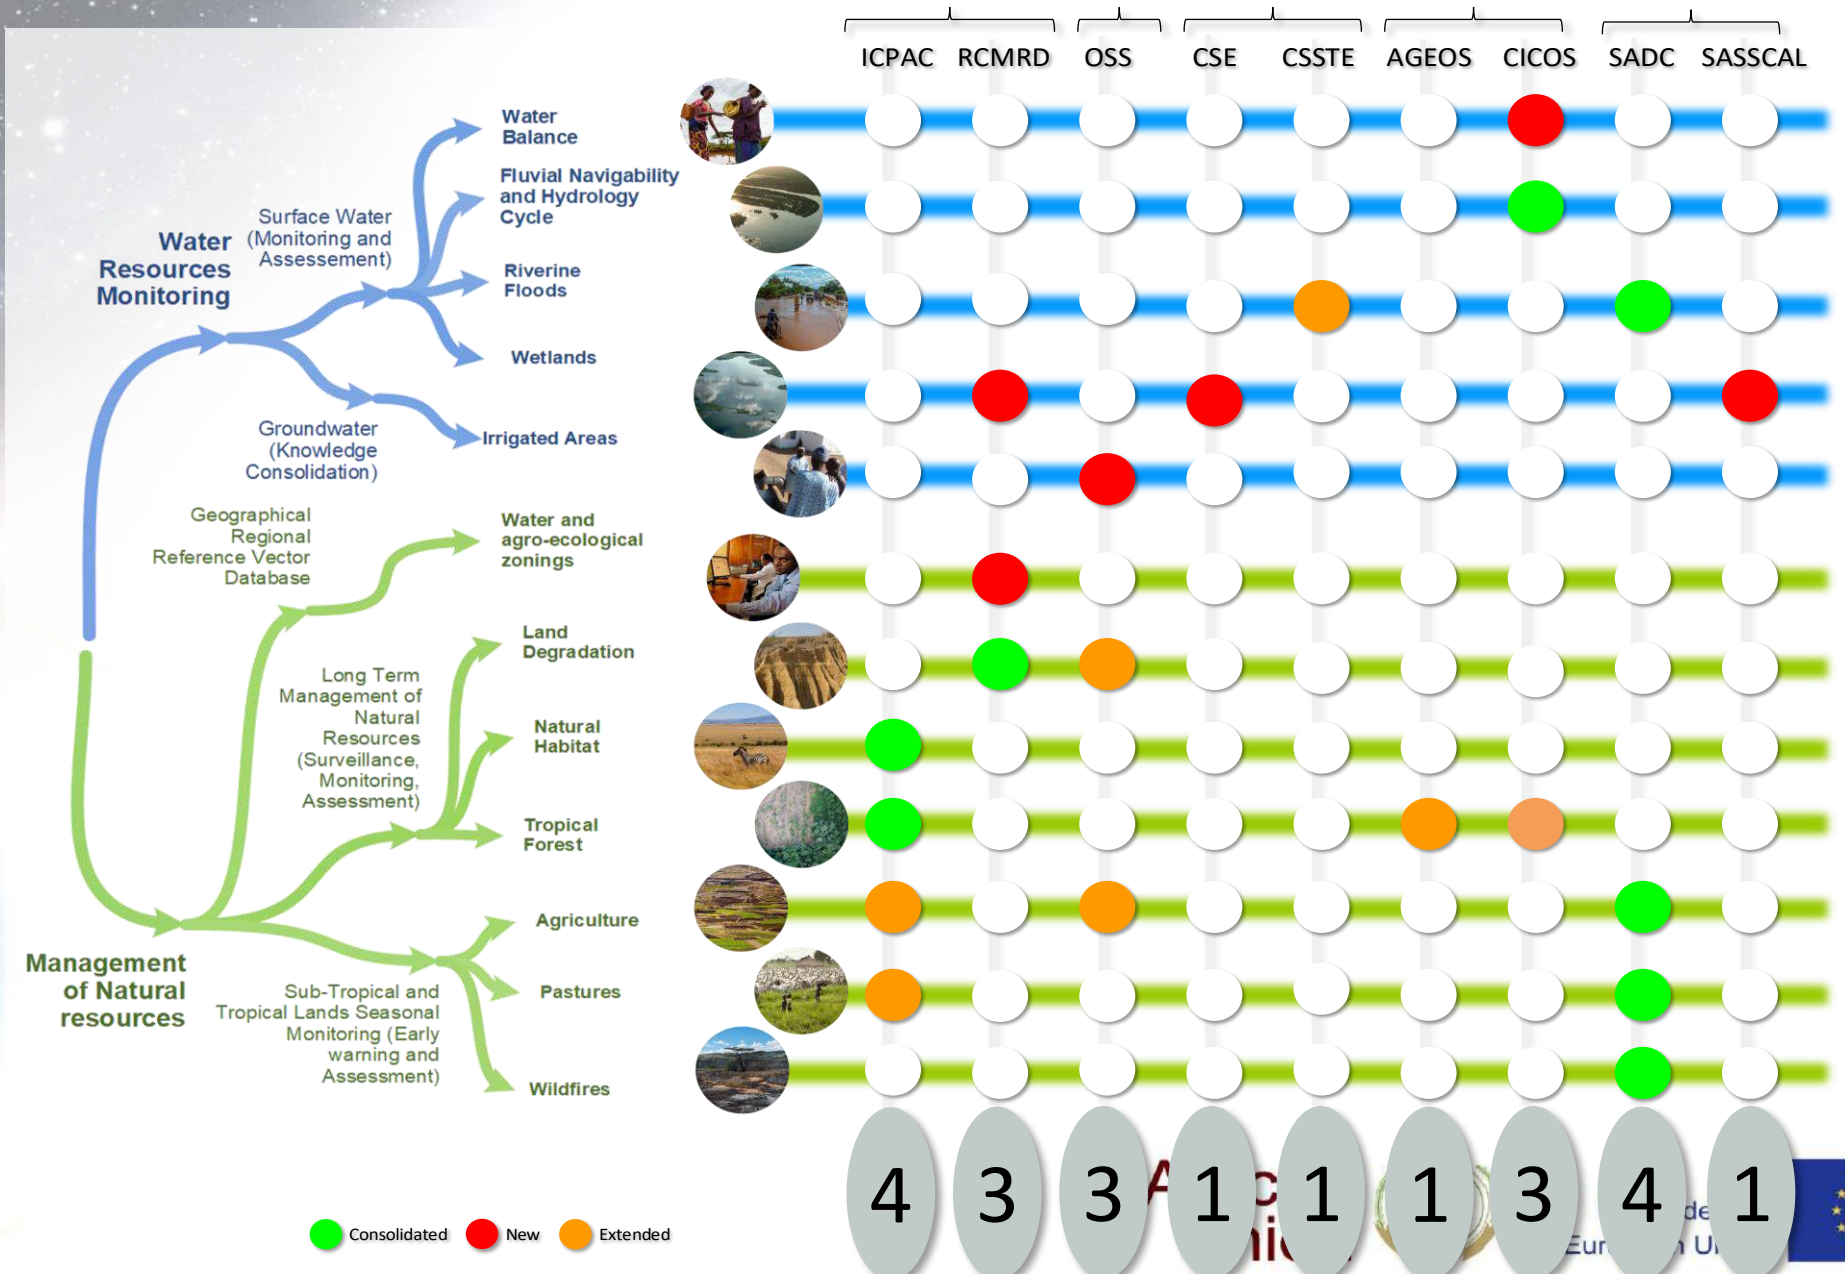 ICPAC RCMRD OSS CSE CSSTE AGEOS CICOS SADC SASSCAL
Water
Balance
Fluvial Navigability
and Hydrology
Cycle
Surface Water
(Monitoring and
Assessement)
Water
Resources
Monitoring
Riverine
Floods
Wetlands
Groundwater
(Knowledge
Consolidation)
Irrigated Areas
Geographical
Regional
Reference Vector
Database
Water and
agro-ecological
zonings
Land
Degradation
Long Term
Management of
Natural
Resources
(Surveillance,
Monitoring,
Assessment)
Natural
Habitat
Tropical
Forest
Agriculture
Management
of Natural
resources
Sub-Tropical and
Tropical Lands Seasonal
Monitoring (Early
warning and
Assessment)
Pastures
Wildfires
4 3 3 1 1 1 3 4 1
Consolidated New Extended